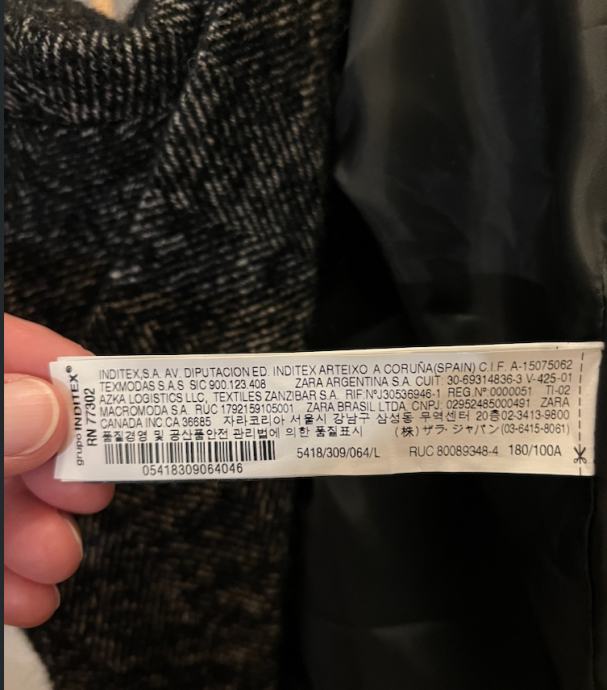 grupo INDITEX®
RN 77302
INDITEX,S.A. AV. DIPUTACION ED. INDITEX ARTEIXO A CORUÑA(SPAIN) C.I.F. A-15075062
TEXMODAS S.A.S SIC 900.123.408 ZARA ARGENTINA S.A. CUIT: 30-69314836-3 V-425-01
AZKA LOGISTICS LLC, TEXTILES ZANZIBAR S.A. RIF.NºJ30536946-1 REG.Nº 0000051 TI-02
MACROMODA S.A. RUC 1792159105001 ZARA BRASIL LTDA. CNPJ: 02952485000491 ZARA
CANADA INC.CA 36685 자라코리아 서울시 강남구 삼성동 무역센터 20층02-3413-9800
품질경영 및 공산품안전 관리법에 의한 품질표시 (株) ザラ・ジャパン(03-6415-8061)
5418/309/064/L RUC 80089348-4 180/100A
05418309064046